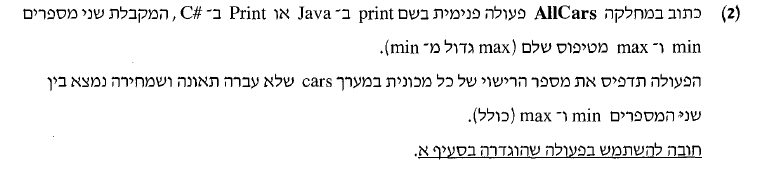 (2) כתוב במחלקה AllCars פעולה פנימית בשם print ב־ Java או Print ב־ C#, המקבלת שני מספרים
min ו־ max מטיפוס שלם (max גדול מ־ min).
הפעולה תדפיס את מספר הרישוי של כל מכונית במערך cars שלא עברה תאונה ושמחירה נמצא בין
שני המספרים min ו־ max (כולל).
חובה להשתמש בפעולה שהוגדרה בסעיף א.